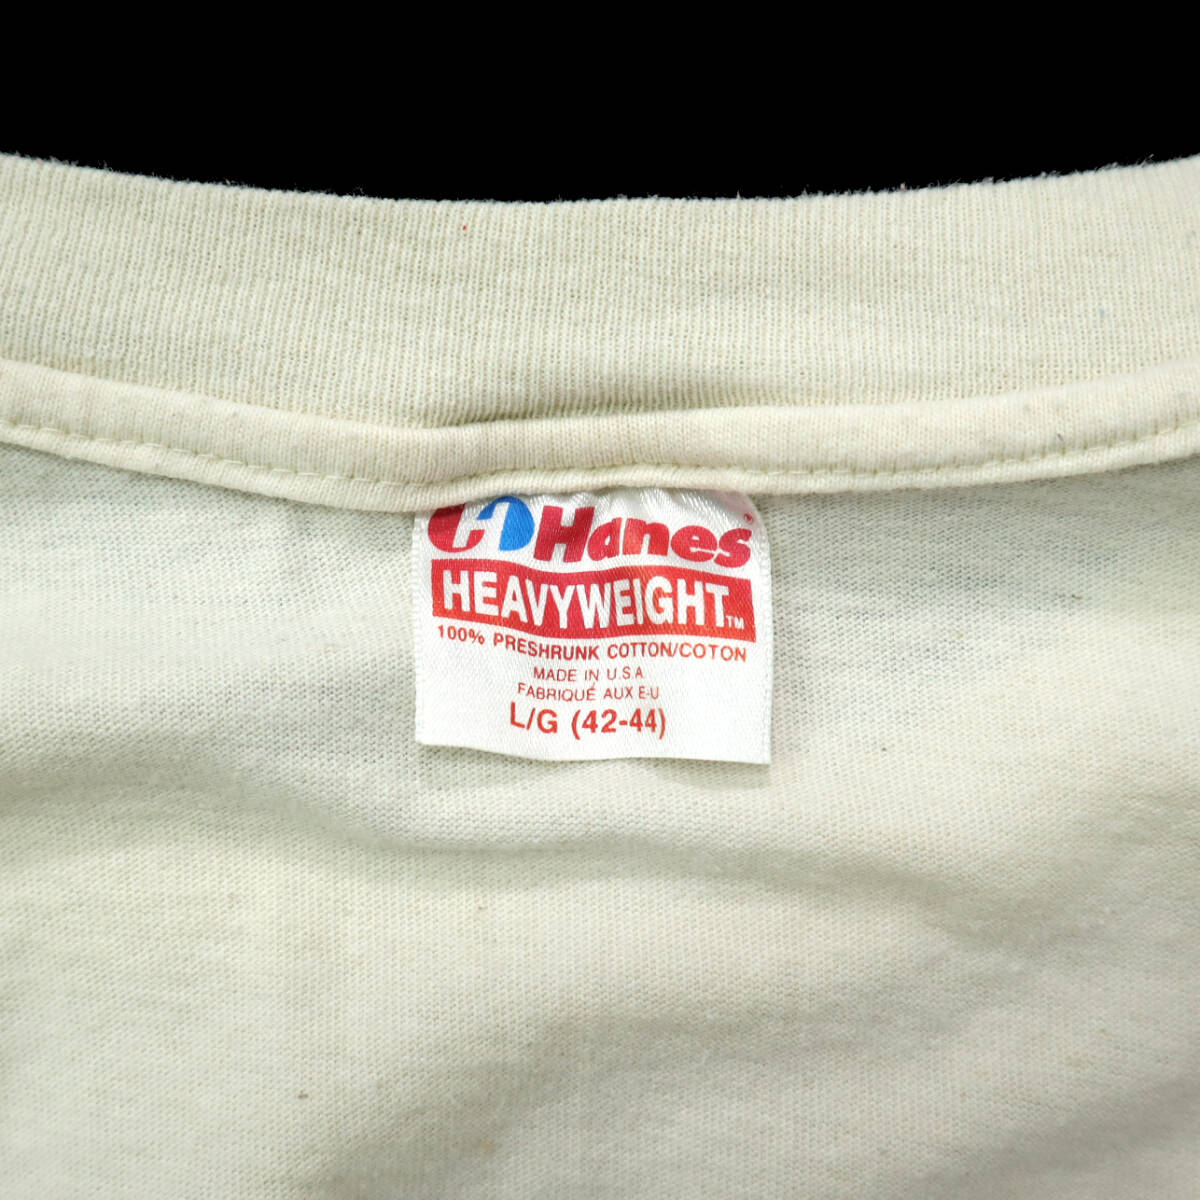 Hanes®
HEAVYWEIGHT™
100% PRESHRUNK COTTON/COTON
MADE IN U.S.A.
FABRIQUÉ AUX E-U
L/G (42-44)